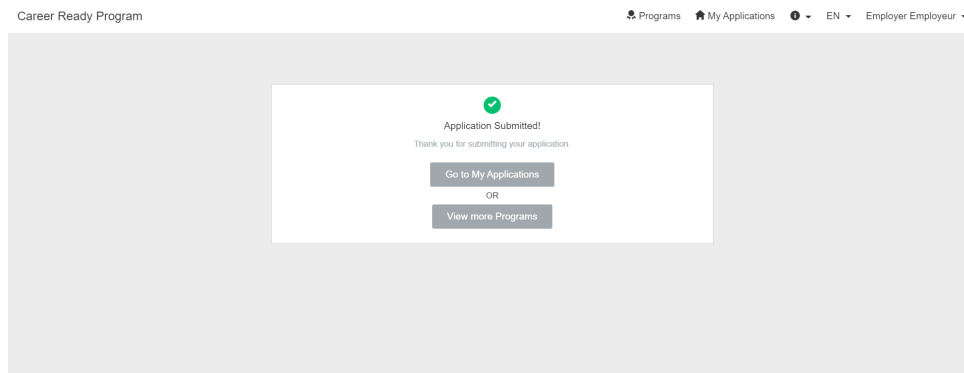 Career Ready Program Programs My Applications EN Employer Employeur
Application Submitted!
Thank you for submitting your application.
Go to My Applications
OR
View more Programs